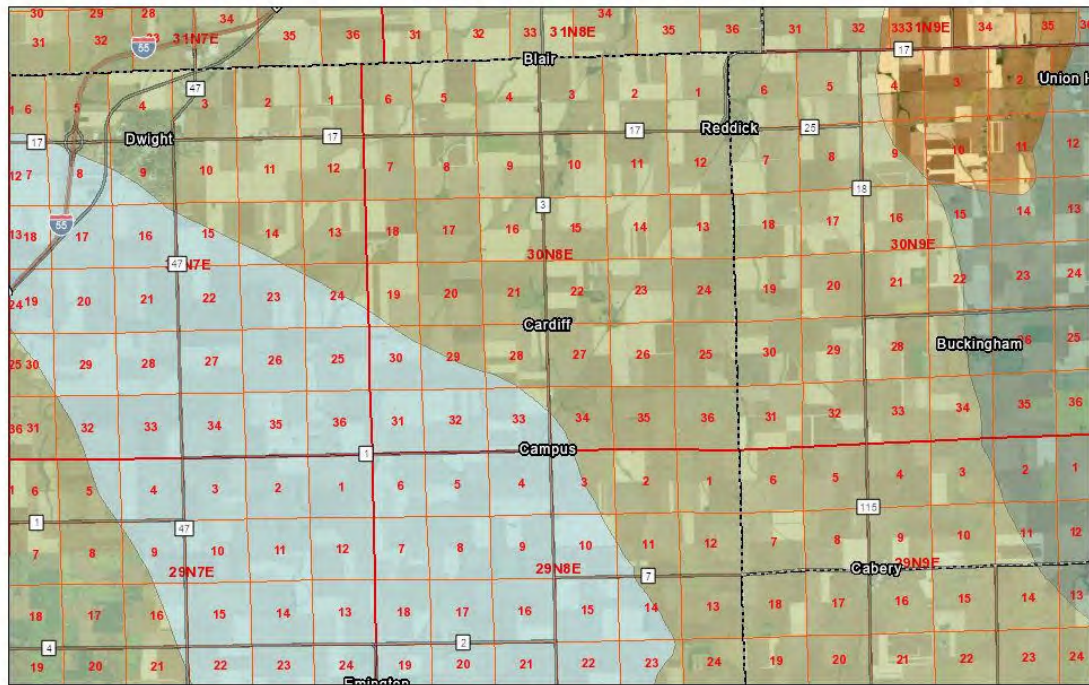 30 29 28 34 34
31 32 33 31N7E 35 36 31 32 33 31N8E 35 36 31 32 33 31N9E 34 35 36
55 17
Blair
47 Union H
1 6 5 4 3 2 1 6 5 4 3 2 1 6 5 4 3 2
17 Dwight 17 17 Reddick 25
12 7 8 9 10 11 12 7 8 9 10 11 12 7 8 9 10 11 12
55 3 18
13 18 17 16 15 14 13 18 17 16 15 14 13 18 17 16 15 14 13
47 N7E 30N8E 30N9E
24 19 20 21 22 23 24 19 20 21 22 23 24 19 20 21 22 23 24
Cardiff Buckingham
25 30 29 28 27 26 25 30 29 28 27 26 25 30 29 28 25
36 31 32 33 34 35 36 31 32 33 34 35 36 31 32 33 34 35 36
1 Campus
1 6 5 4 3 2 1 6 5 4 3 2 1 6 5 4 3 2 1
1 47 115
7 8 9 10 11 12 7 8 9 10 11 12 7 8 9 10 11 12
29N7E 29N8E 7 Cabery 29N9E
18 17 16 15 14 13 18 17 16 15 14 13 18 17 16 15 14 13
4 2
19 20 21 22 23 24 19 20 21 22 23 24 19 20 21 22 23 24
Emington